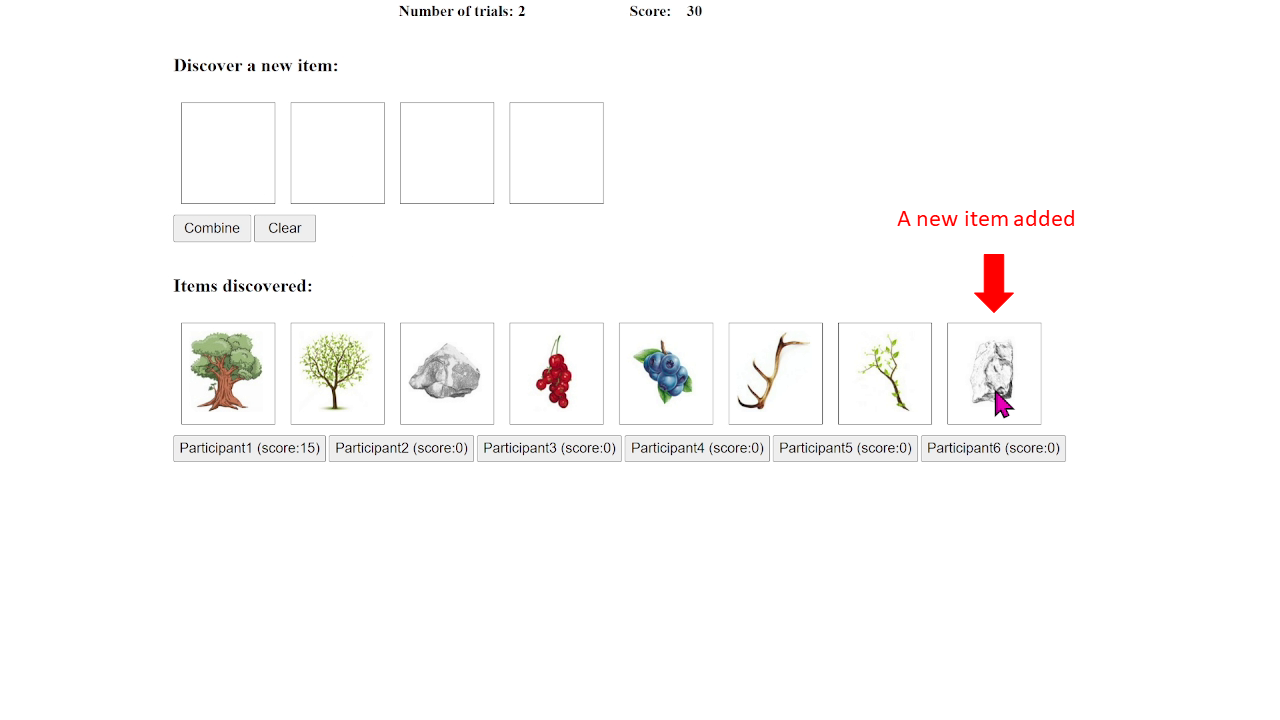 Number of trials: 2 Score: 30
Discover a new item:
Combine Clear
A new item added
Items discovered:
Participant1 (score:15) Participant2 (score:0) Participant3 (score:0) Participant4 (score:0) Participant5 (score:0) Participant6 (score:0)